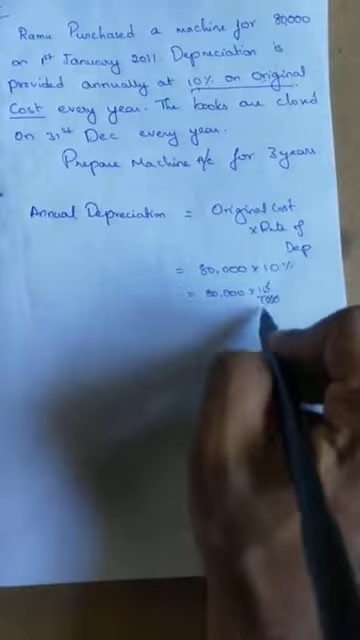 Ramu Purchased a machine for 80,000
on 1st January 2011. Depreciation is
provided annually at 10% on Original
Cost every year. The books are closed
on 31st Dec every year.
Prepare Machine A/c for 3 years
Annual Depreciation = Original Cost
x Rate of
Dep
= 80,000 x 10%
= 80,000 x 10
100